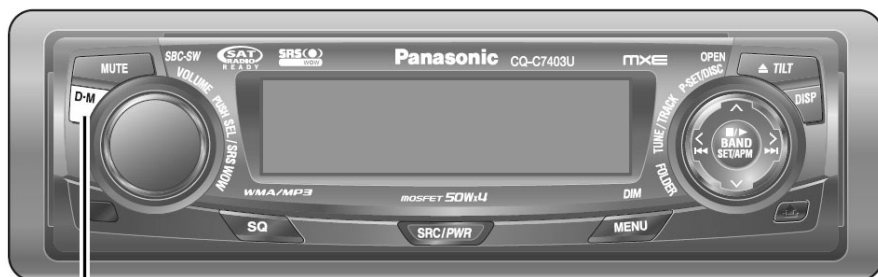 MUTE
SBC-SW
SAT RADIO READY
SRS(●) WOW
Panasonic CQ-C7403U
MXE
OPEN
⏏ TILT
D·M
VOLUME
PUSH SEL / SRS WOW
P-SET/DISC
TUNE / TRACK
FOLDER
DISP
BAND
SET/APM
WMA/MP3
MOSFET 50W×4
DIM
SQ
SRC/PWR
MENU